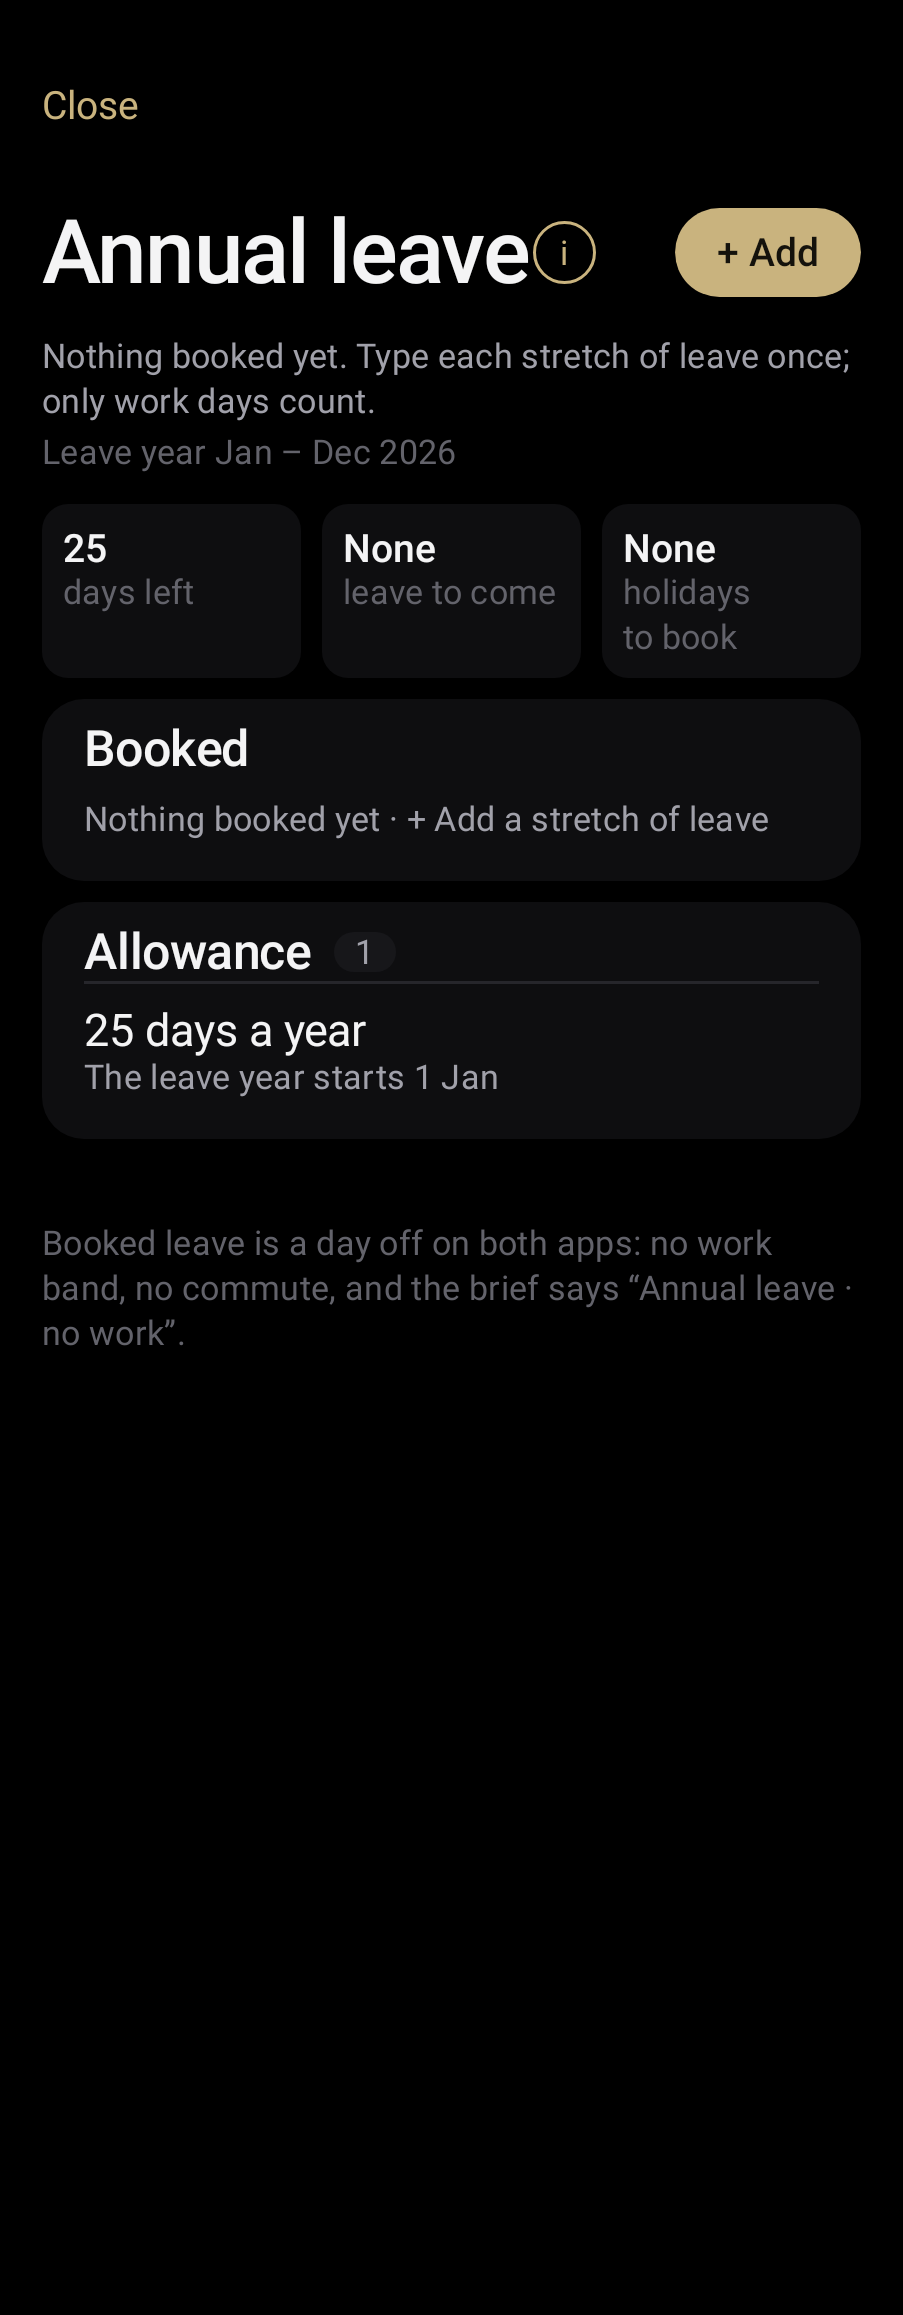 Close
Annual leave i
+ Add
Nothing booked yet. Type each stretch of leave once;
only work days count.
Leave year Jan – Dec 2026
25
days left
None
leave to come
None
holidays
to book
Booked
Nothing booked yet · + Add a stretch of leave
Allowance 1
25 days a year
The leave year starts 1 Jan
Booked leave is a day off on both apps: no work
band, no commute, and the brief says “Annual leave ·
no work”.